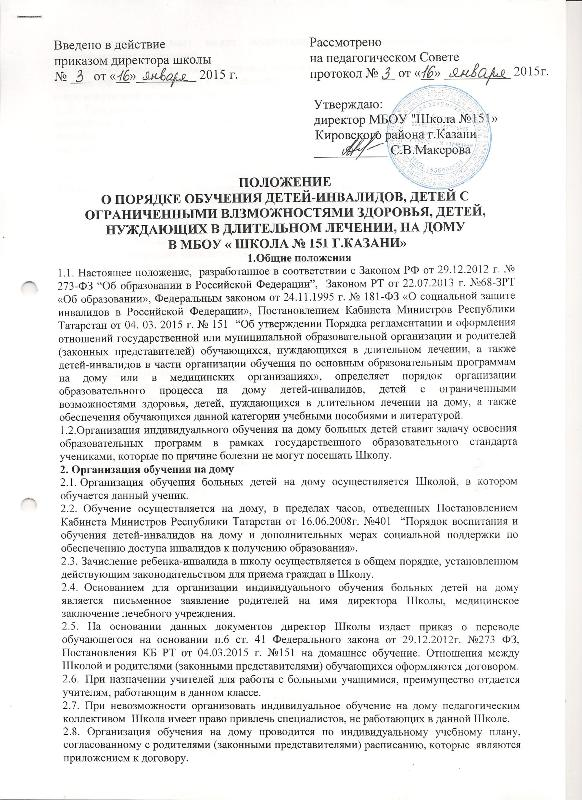 Введено в действие
приказом директора школы
№ 3 от «16» января 2015 г.
Рассмотрено
на педагогическом Совете
протокол № 3 от «16» января 2015г.
Утверждаю:
директор МБОУ "Школа №151»
Кировского района г.Казани
С.В.Макерова
ПОЛОЖЕНИЕ
О ПОРЯДКЕ ОБУЧЕНИЯ ДЕТЕЙ-ИНВАЛИДОВ, ДЕТЕЙ С
ОГРАНИЧЕННЫМИ ВЛЗМОЖНОСТЯМИ ЗДОРОВЬЯ, ДЕТЕЙ,
НУЖДАЮЩИХ В ДЛИТЕЛЬНОМ ЛЕЧЕНИИ, НА ДОМУ
В МБОУ « ШКОЛА № 151 Г.КАЗАНИ»
1.Общие положения
1.1. Настоящее положение, разработанное в соответствии с Законом РФ от 29.12.2012 г. №
273-ФЗ “Об образовании в Российской Федерации”, Законом РТ от 22.07.2013 г. №68-ЗРТ
«Об образовании», Федеральным законом от 24.11.1995 г. № 181-ФЗ «О социальной защите
инвалидов в Российской Федерации», Постановлением Кабинета Министров Республики
Татарстан от 04. 03. 2015 г. № 151 “Об утверждении Порядка регламентации и оформления
отношений государственной или муниципальной образовательной организации и родителей
(законных представителей) обучающихся, нуждающихся в длительном лечении, а также
детей-инвалидов в части организации обучения по основным образовательным программам
на дому или в медицинских организациях», определяет порядок организации
образовательного процесса на дому детей-инвалидов, детей с ограниченными
возможностями здоровья, детей, нуждающихся в длительном лечении на дому, а также
обеспечения обучающихся данной категории учебными пособиями и литературой.
1.2.Организация индивидуального обучения на дому больных детей ставит задачу освоения
образовательных программ в рамках государственного образовательного стандарта
учениками, которые по причине болезни не могут посещать Школу.
2. Организация обучения на дому
2.1. Организация обучения больных детей на дому осуществляется Школой, в котором
обучается данный ученик.
2.2. Обучение осуществляется на дому, в пределах часов, отведенных Постановлением
Кабинета Министров Республики Татарстан от 16.06.2008г. №401 “Порядок воспитания и
обучения детей-инвалидов на дому и дополнительных мерах социальной поддержки по
обеспечению доступа инвалидов к получению образования».
2.3. Зачисление ребенка-инвалида в школу осуществляется в общем порядке, установленном
действующим законодательством для приема граждан в Школу.
2.4. Основанием для организации индивидуального обучения больных детей на дому
является письменное заявление родителей на имя директора Школы, медицинское
заключение лечебного учреждения.
2.5. На основании данных документов директор Школы издает приказ о переводе
обучающегося на основании п.6 ст. 41 Федерального закона от 29.12.2012г. №273 ФЗ,
Постановления КБ РТ от 04.03.2015 г. №151 на домашнее обучение. Отношения между
Школой и родителями (законными представителями) обучающихся оформляются договором.
2.6. При назначении учителей для работы с больными учащимися, преимущество отдается
учителям, работающим в данном классе.
2.7. При невозможности организовать индивидуальное обучение на дому педагогическим
коллективом Школа имеет право привлечь специалистов, не работающих в данной Школе.
2.8. Организация обучения на дому проводится по индивидуальному учебному плану,
согласованному с родителями (законными представителями) расписанию, которые являются
приложением к договору.